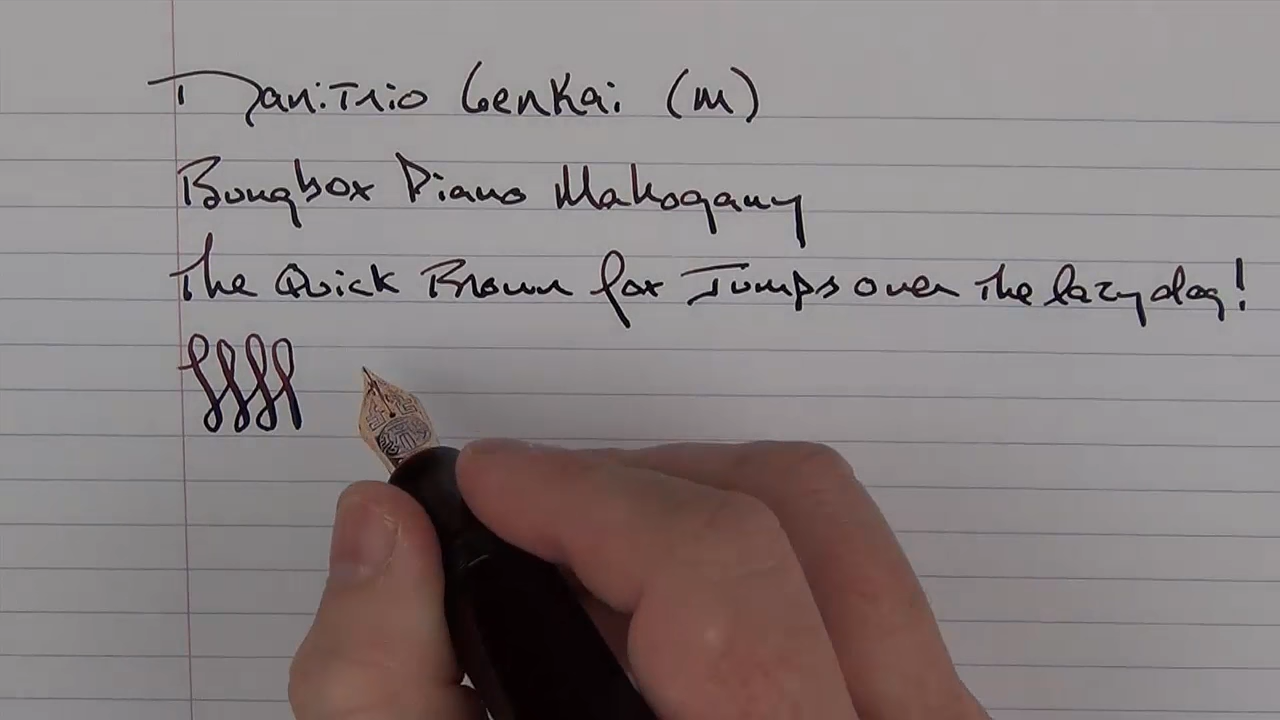 Danitrio Genkai (M)
Bungbox Piano Mahogany
The Quick Brown fox Jumps over The lazy dog!